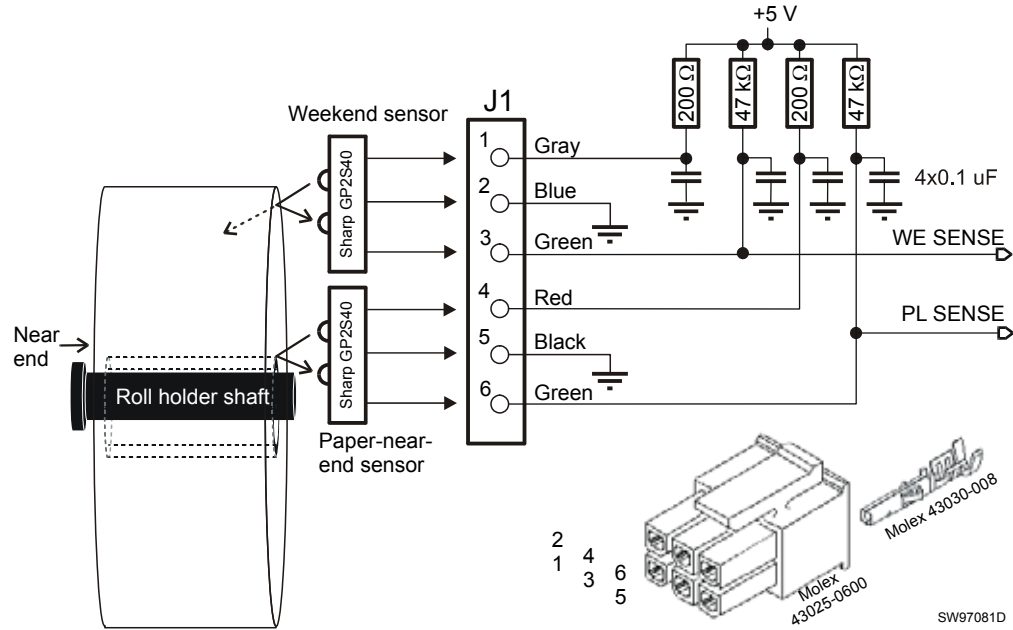 +5 V
200 Ω
47 kΩ
200 Ω
47 kΩ
J1
Weekend sensor
Sharp GP2S40
1
Gray
2
Blue
3
Green
4x0.1 uF
WE SENSE
Sharp GP2S40
4
Red
5
Black
6
Green
PL SENSE
Near
end
Roll holder shaft
Paper-near-
end sensor
2
1
4
3
6
5
Molex 43030-008
Molex
43025-0600
SW97081D